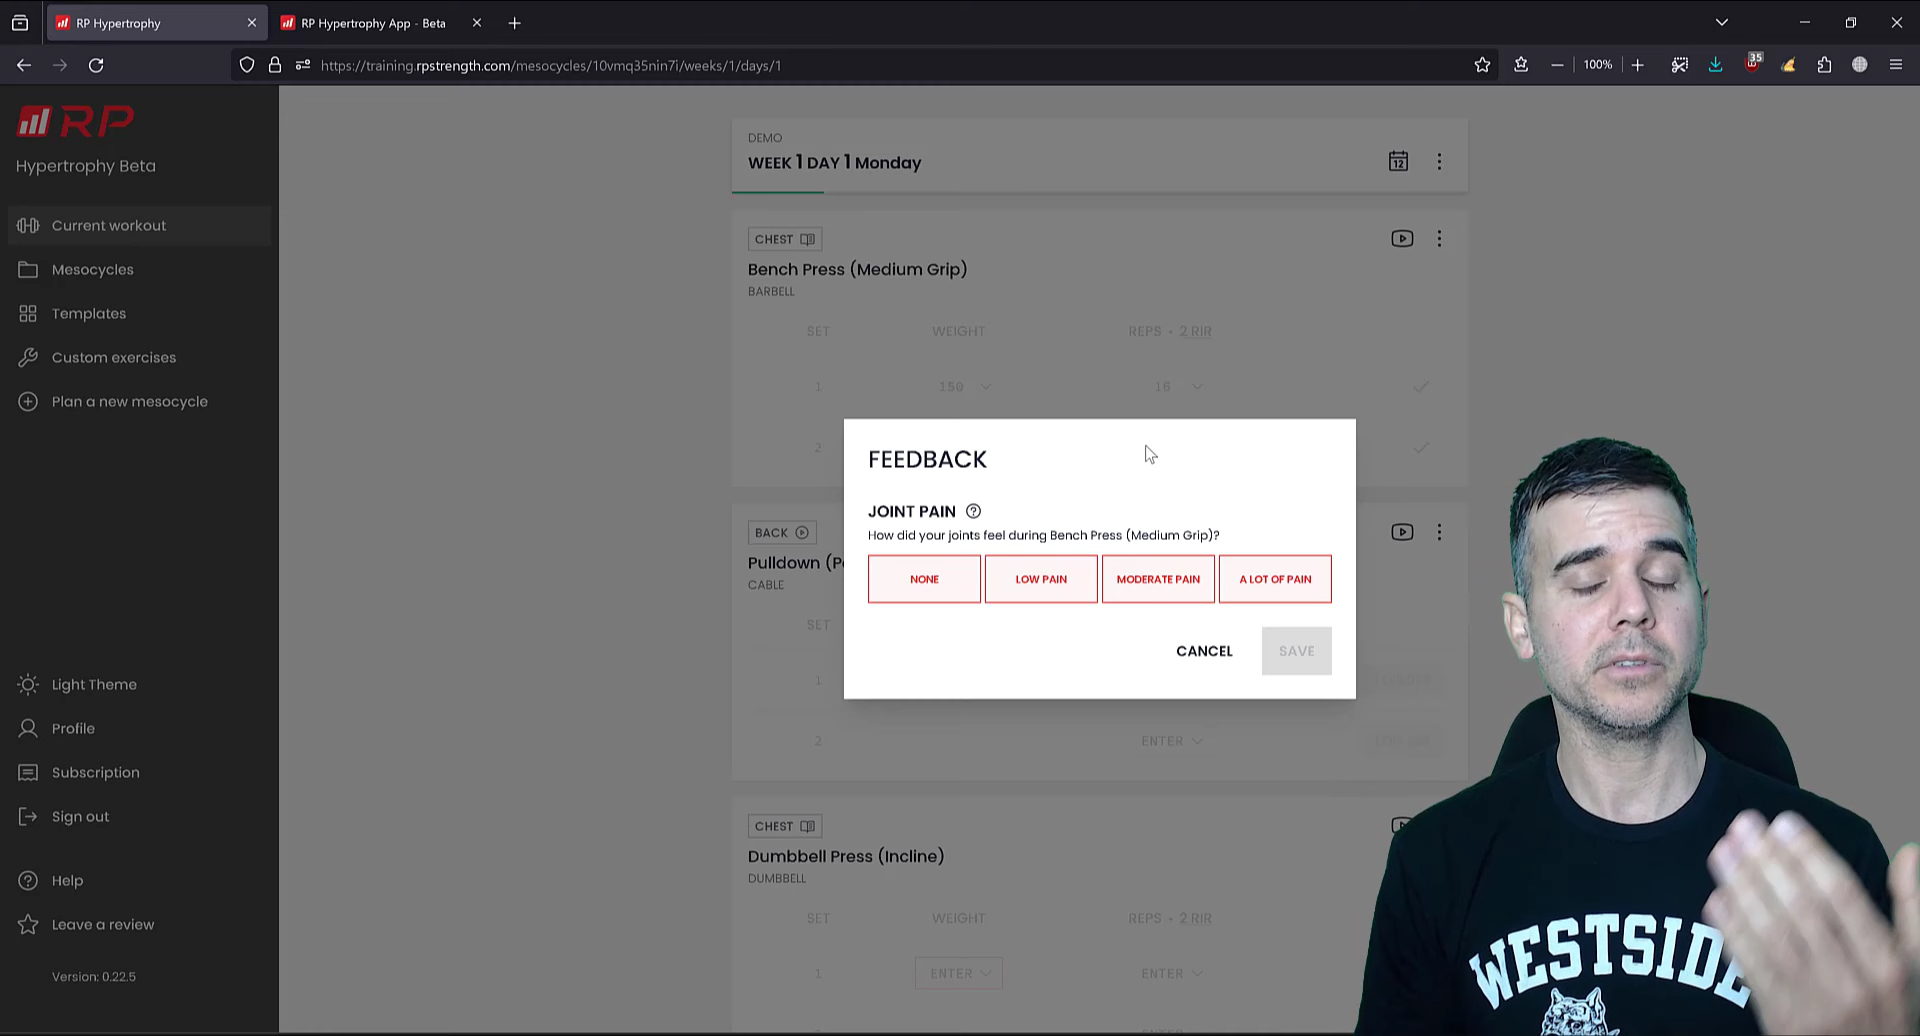 RP Hypertrophy
RP Hypertrophy App - Beta
https://training.rpstrength.com/mesocycles/10vmq35nin7i/weeks/1/days/1
100%
35
RP
Hypertrophy Beta
Current workout
Mesocycles
Templates
Custom exercises
Plan a new mesocycle
Light Theme
Profile
Subscription
Sign out
Help
Leave a review
Version: 0.22.5
DEMO
WEEK 1 DAY 1 Monday
12
CHEST
Bench Press (Medium Grip)
BARBELL
SET WEIGHT REPS • 2 RIR
1 150 16
2
FEEDBACK
JOINT PAIN
How did your joints feel during Bench Press (Medium Grip)?
NONE LOW PAIN MODERATE PAIN A LOT OF PAIN
CANCEL SAVE
BACK
Pulldown
CABLE
SET
1
2 ENTER
CHEST
Dumbbell Press (Incline)
DUMBBELL
SET WEIGHT REPS • 2 RIR
1 ENTER ENTER
WESTSIDE